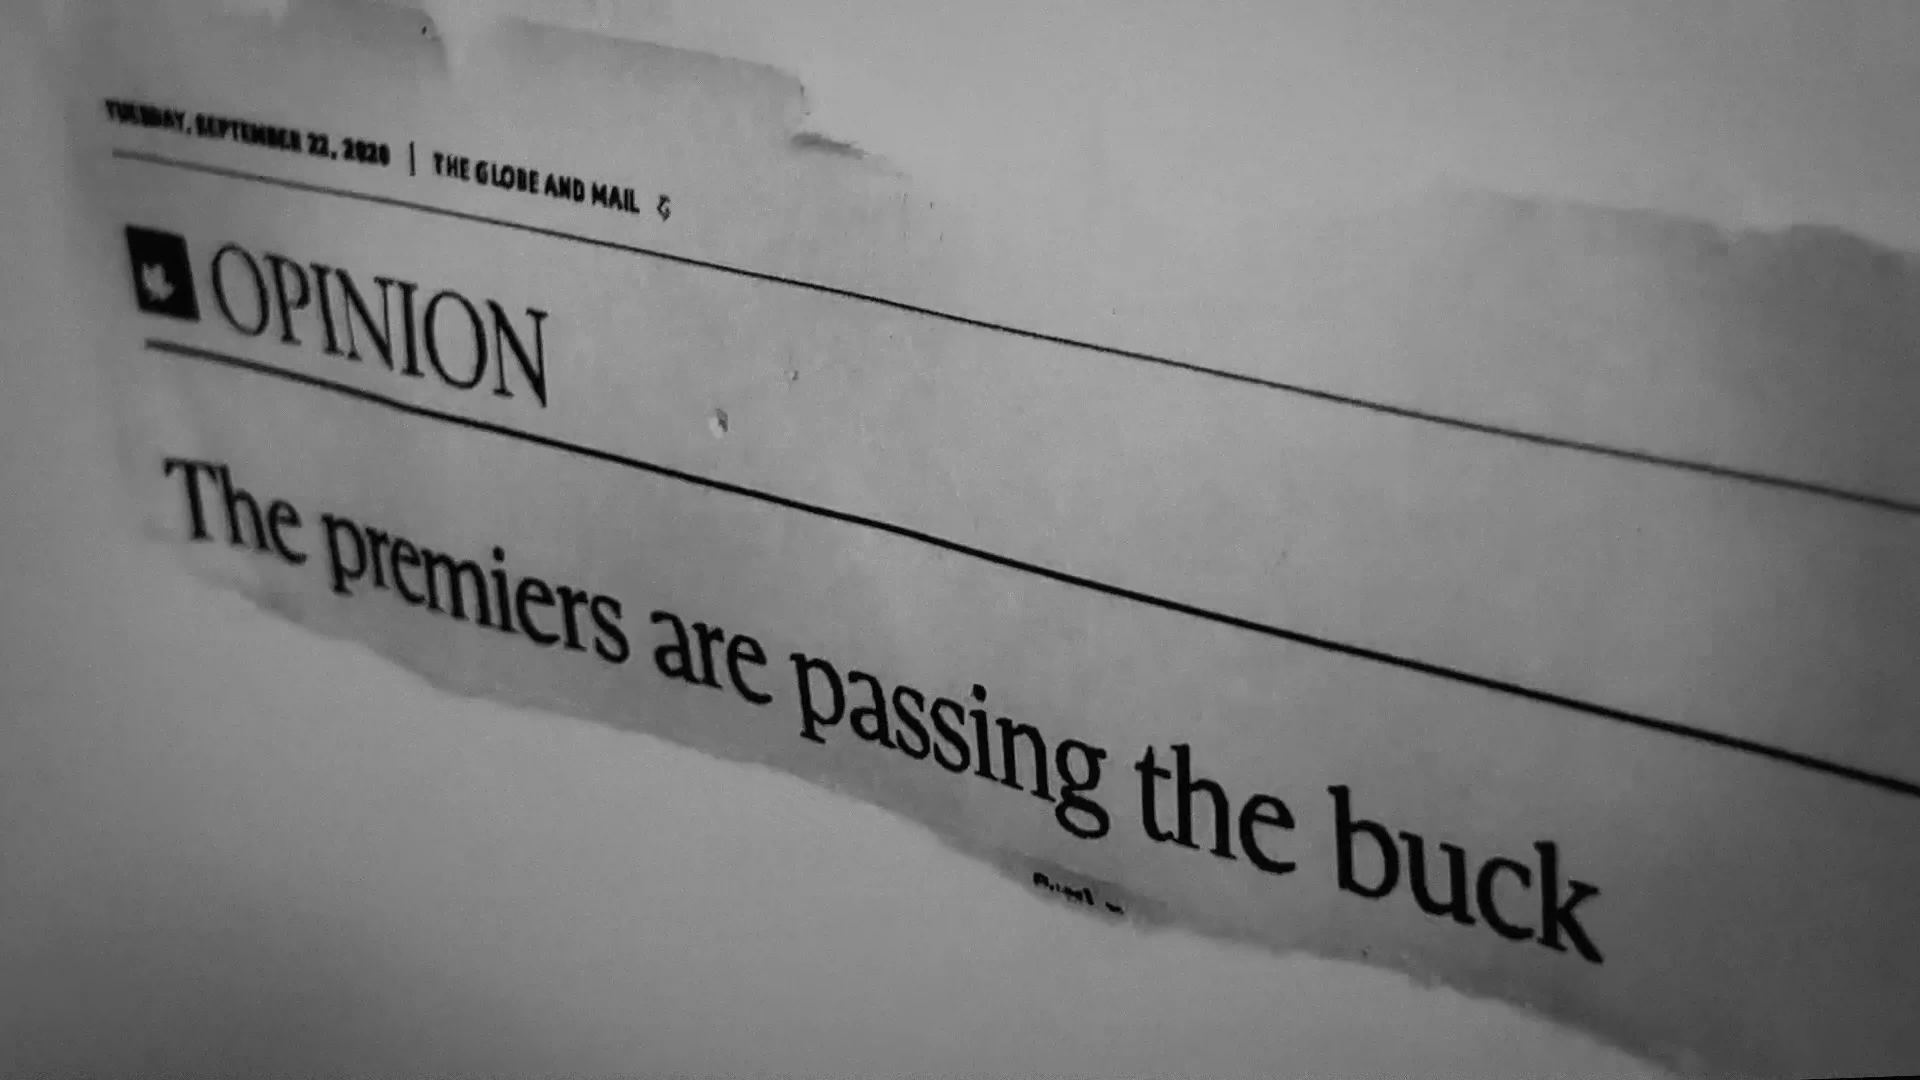 TUESDAY, SEPTEMBER 22, 2020 | THE GLOBE AND MAIL
OPINION
The premiers are passing the buck